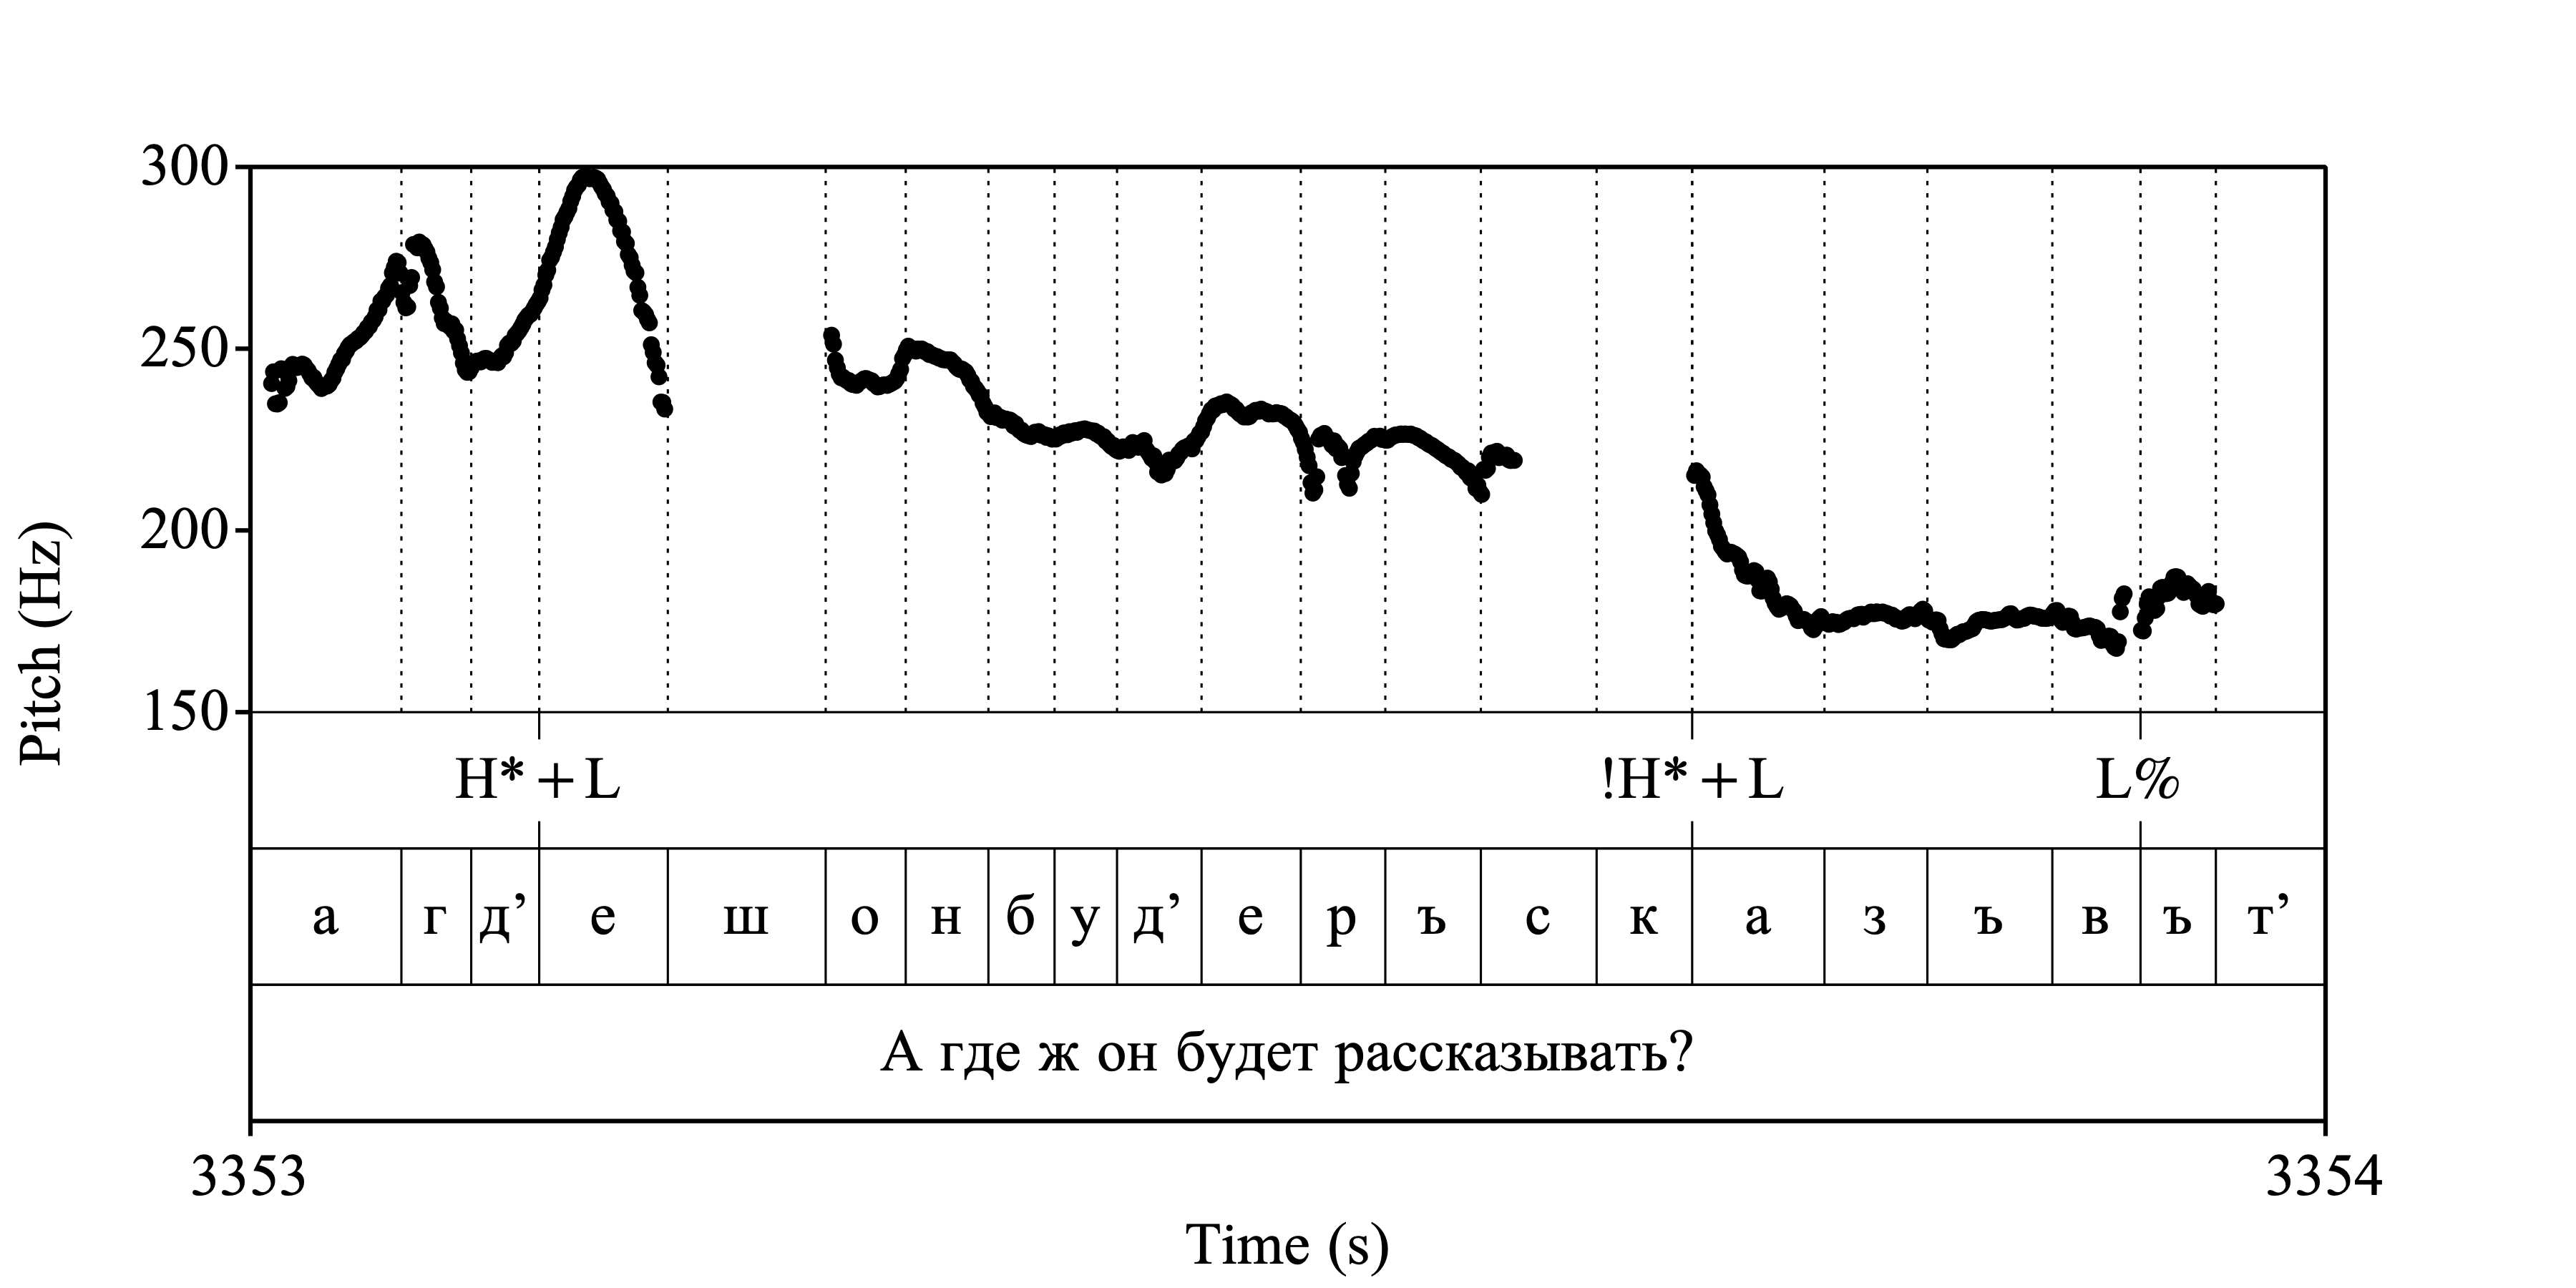 300
250
200
150
Pitch (Hz)
H* + L !H* + L L%
а г д’ е ш о н б у д’ е р ъ с к а з ъ в ъ т’
А где ж он будет рассказывать?
3353 3354
Time (s)